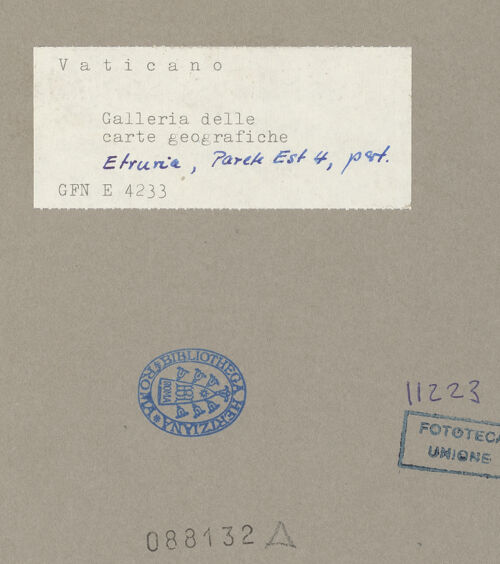 Vaticano
Galleria delle
carte geografiche
Etruria, Parete Est 4, part.
GFN E 4233
BIBLIOTHECA HERTZIANA ROMA
ROMA
11223
FOTOTECA
UNIONE
088132 A